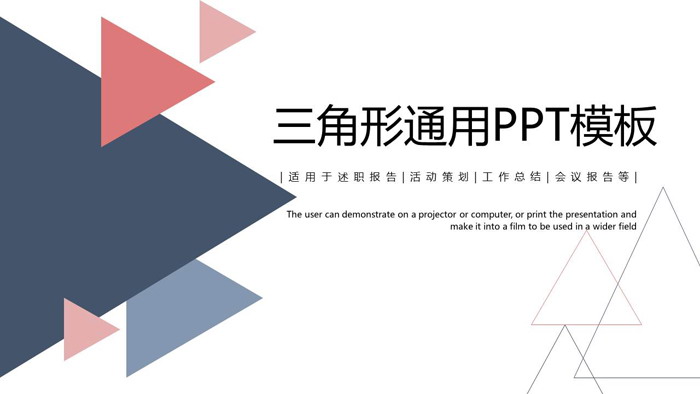 三角形通用PPT模板
|适用于述职报告|活动策划|工作总结|会议报告等|
The user can demonstrate on a projector or computer, or print the presentation and
make it into a film to be used in a wider field